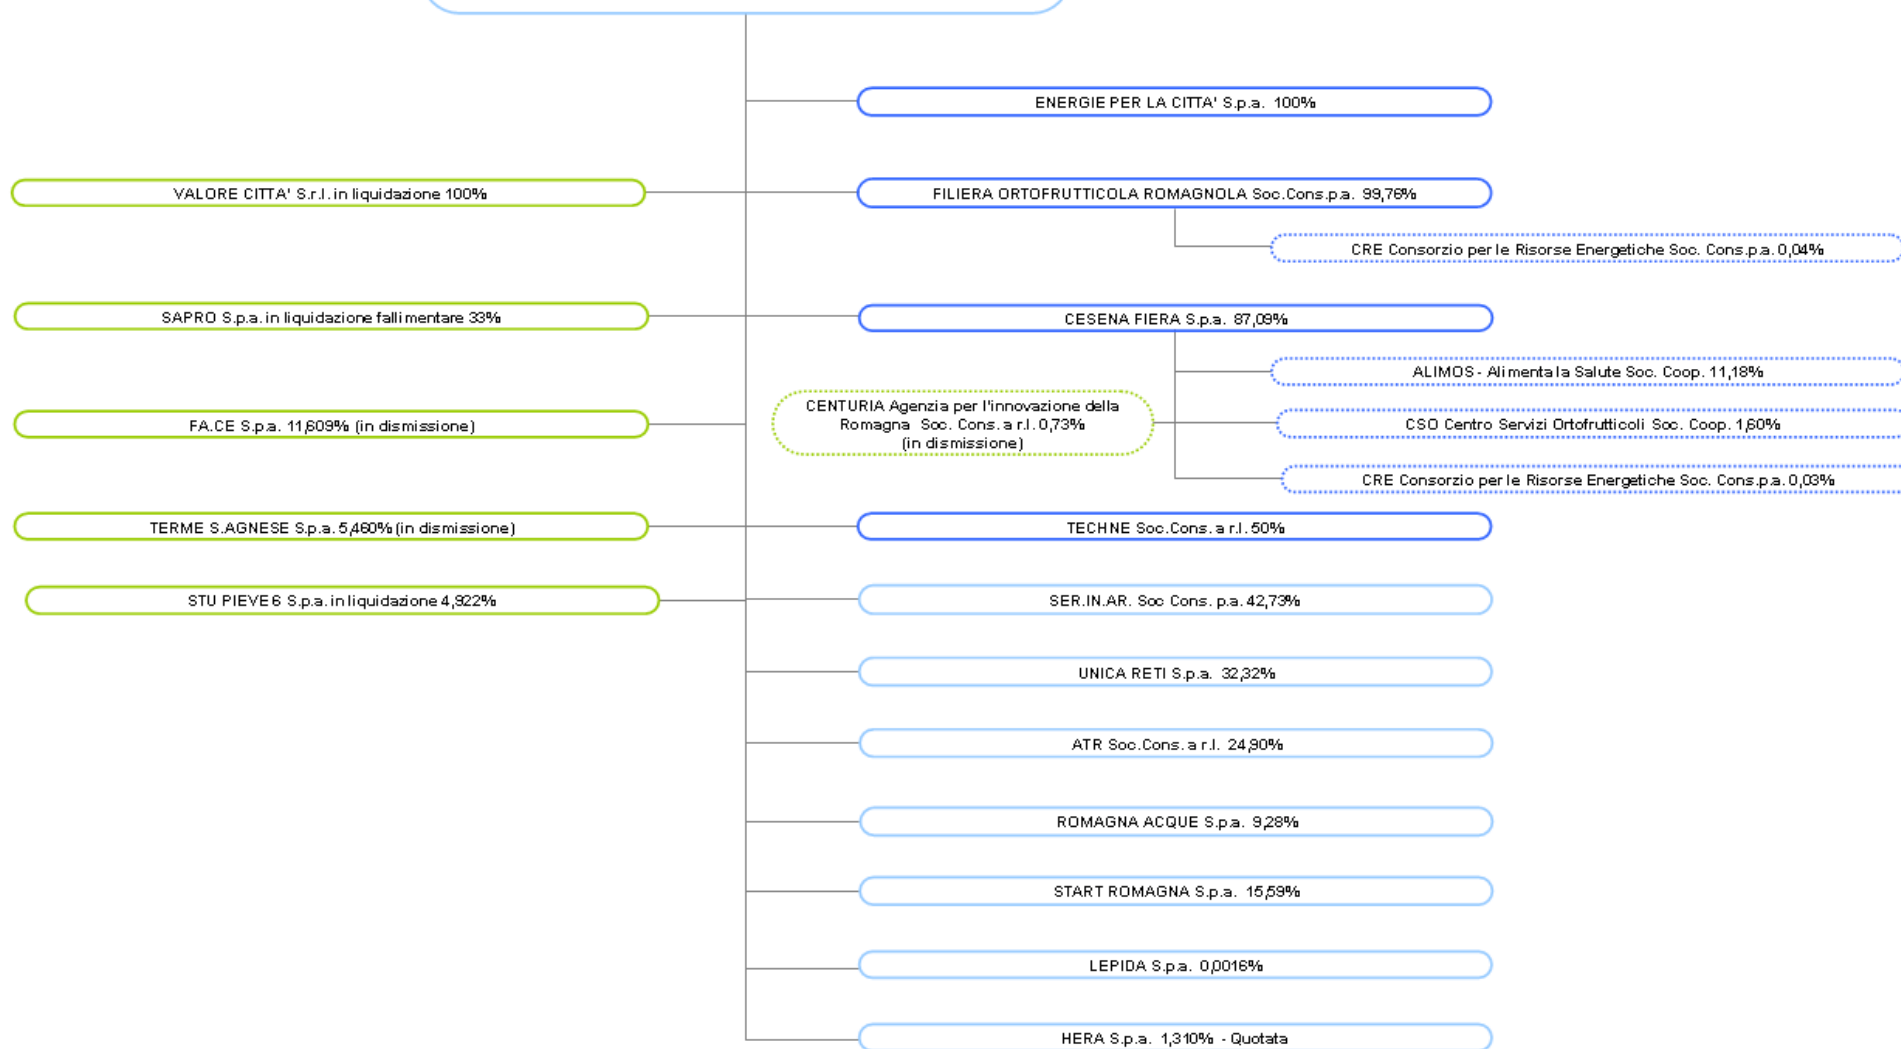 ENERGIE PER LA CITTA' S.p.a. 100%
VALORE CITTA' S.r.l. in liquidazione 100%
FILIERA ORTOFRUTTICOLA ROMAGNOLA Soc.Cons.p.a. 99,76%
CRE Consorzio per le Risorse Energetiche Soc. Cons.p.a. 0,04%
SAPRO S.p.a. in liquidazione fallimentare 33%
CESENA FIERA S.p.a. 87,09%
ALIMOS - Alimenta la Salute Soc. Coop. 11,18%
FA.CE S.p.a. 11,609% (in dismissione)
CENTURIA Agenzia per l'innovazione della
Romagna Soc. Cons. a r.l. 0,73%
(in dismissione)
CSO Centro Servizi Ortofrutticoli Soc. Coop. 1,60%
CRE Consorzio per le Risorse Energetiche Soc. Cons.p.a. 0,03%
TERME S.AGNESE S.p.a. 5,460% (in dismissione)
TECHNE Soc.Cons. a r.l. 50%
STU PIEVE 6 S.p.a. in liquidazione 4,922%
SER.IN.AR. Soc Cons. p.a. 42,73%
UNICA RETI S.p.a. 32,32%
ATR Soc.Cons. a r.l. 24,90%
ROMAGNA ACQUE S.p.a. 9,28%
START ROMAGNA S.p.a. 15,59%
LEPIDA S.p.a. 0,0016%
HERA S.p.a. 1,310% - Quotata